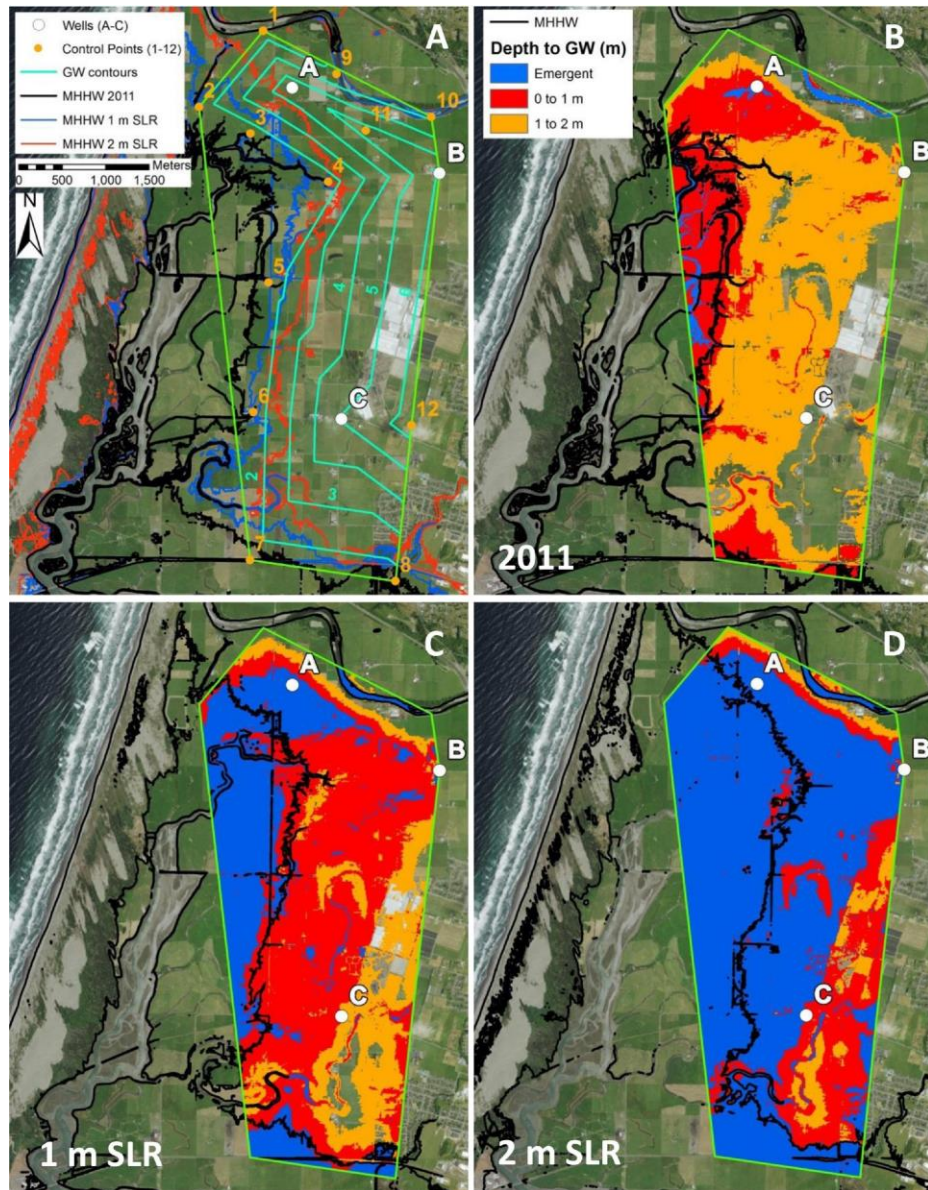 Wells (A-C)
Control Points (1-12)
GW contours
MHHW 2011
MHHW 1 m SLR
MHHW 2 m SLR
Meters
0 500 1,000 1,500
N
A
1
9
A
2
10
3
11
B
4
5
4
5
6
C
6
12
2
3
7
8
MHHW
Depth to GW (m)
Emergent
0 to 1 m
1 to 2 m
B
A
B
C
2011
C
A
B
C
1 m SLR
D
A
B
C
2 m SLR